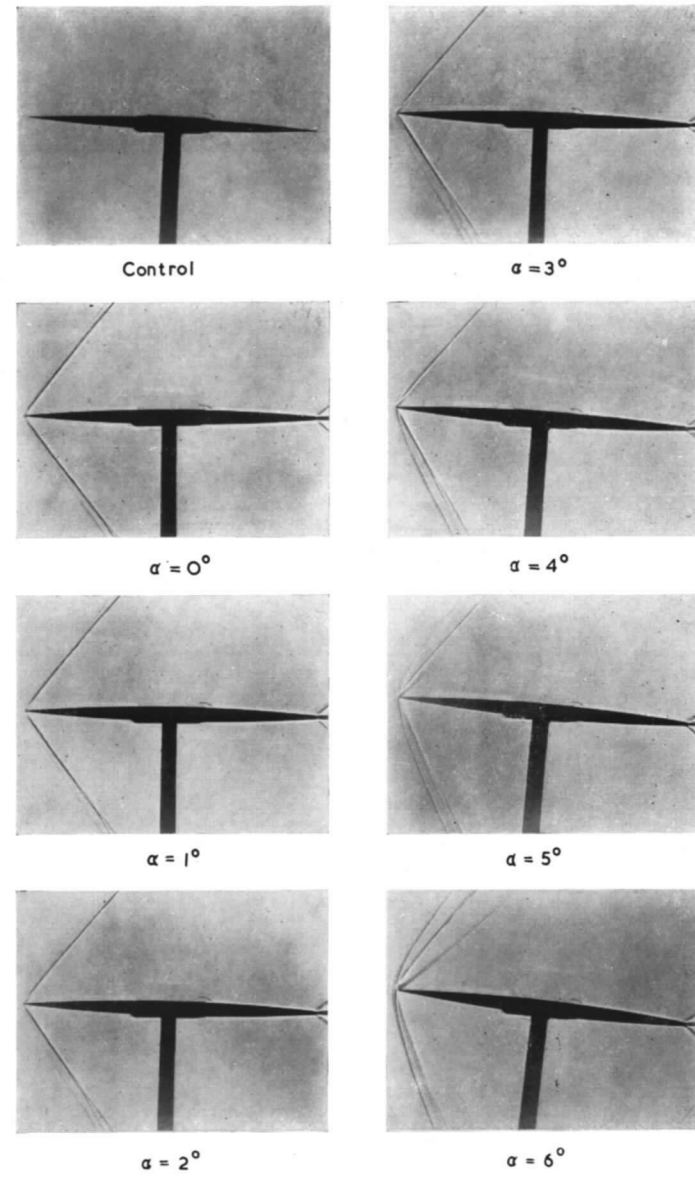 Control
α = 3°
α = 0°
α = 4°
α = 1°
α = 5°
α = 2°
α = 6°